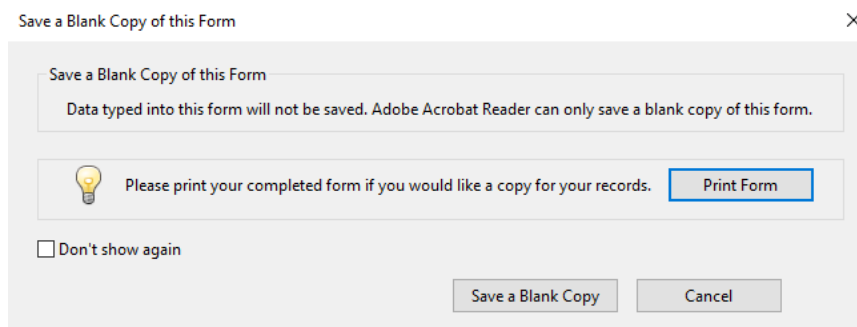 Save a Blank Copy of this Form
Save a Blank Copy of this Form
Data typed into this form will not be saved. Adobe Acrobat Reader can only save a blank copy of this form.
Please print your completed form if you would like a copy for your records. Print Form
Don't show again
Save a Blank Copy Cancel